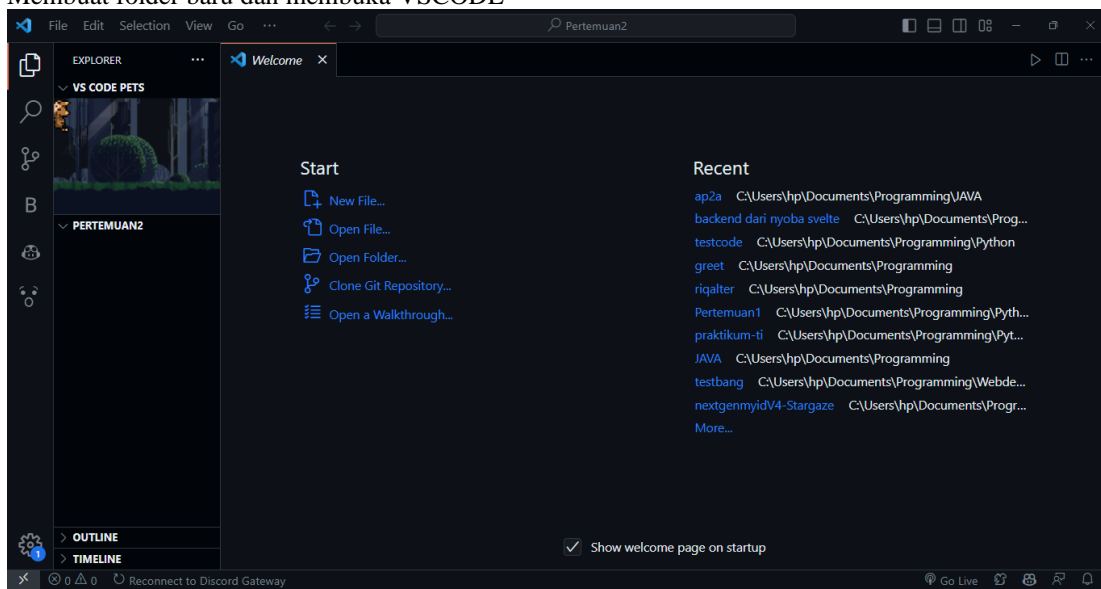 Membuat folder baru dan membuka VSCODE
File Edit Selection View Go ··· Pertemuan2
EXPLORER ···
Welcome
VS CODE PETS
Start
New File...
Open File...
Open Folder...
Clone Git Repository...
Open a Walkthrough...
Recent
ap2a C:\Users\hp\Documents\Programming\JAVA
backend dari nyoba svelte C:\Users\hp\Documents\Prog...
testcode C:\Users\hp\Documents\Programming\Python
greet C:\Users\hp\Documents\Programming
riqalter C:\Users\hp\Documents\Programming
Pertemuan1 C:\Users\hp\Documents\Programming\Pyth...
praktikum-ti C:\Users\hp\Documents\Programming\Pyt...
JAVA C:\Users\hp\Documents\Programming
testbang C:\Users\hp\Documents\Programming\Webde...
nextgenmyidV4-Stargaze C:\Users\hp\Documents\Progr...
More...
B
PERTEMUAN2
OUTLINE
TIMELINE
1
Show welcome page on startup
0 0 Reconnect to Discord Gateway
Go Live